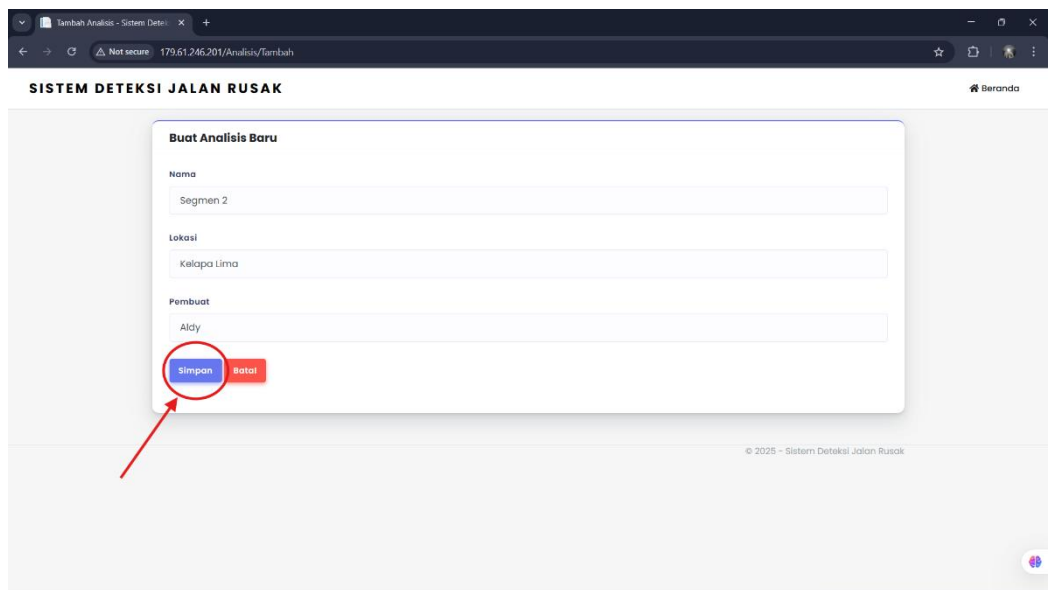 Tambah Analisis - Sistem Detek
Not secure 179.61.246.201/Analisis/Tambah
SISTEM DETEKSI JALAN RUSAK
Beranda
Buat Analisis Baru
Nama
Segmen 2
Lokasi
Kelapa Lima
Pembuat
Aldy
Simpan Batal
© 2025 - Sistem Deteksi Jalan Rusak